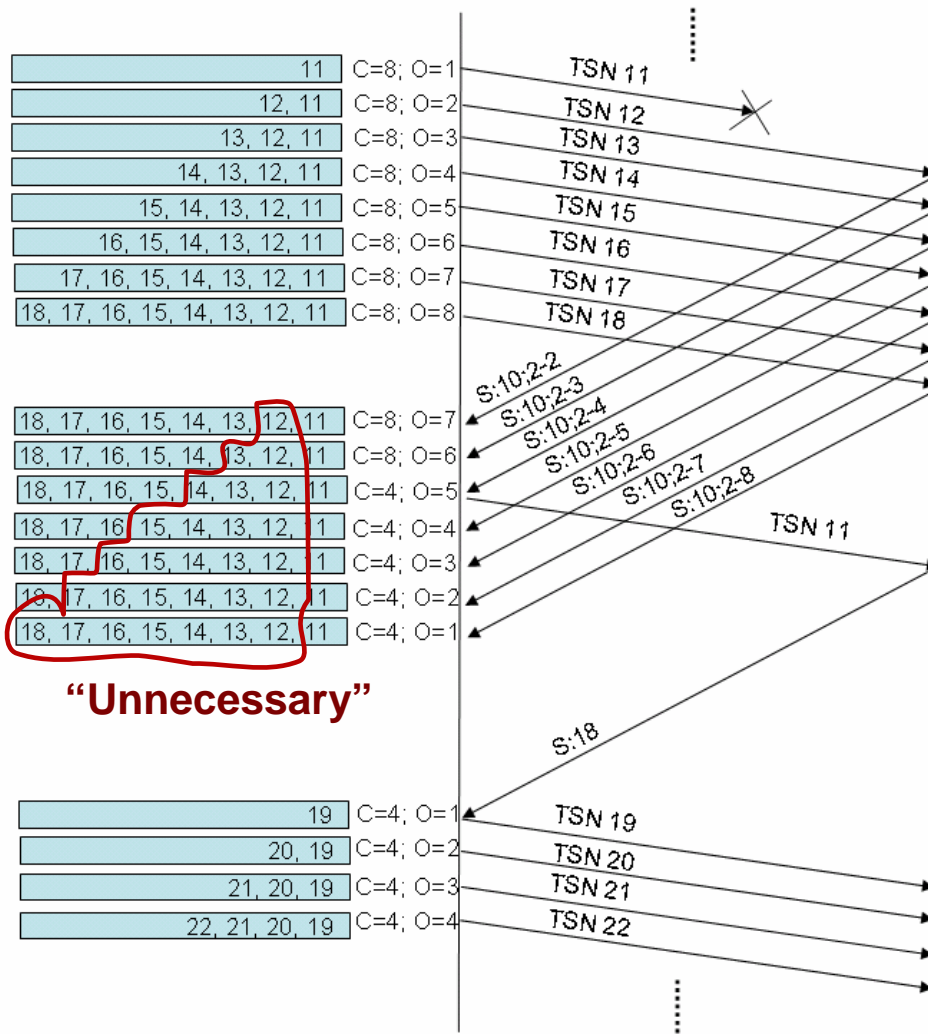 11 C=8; O=1 TSN 11
12, 11 C=8; O=2 TSN 12
13, 12, 11 C=8; O=3 TSN 13
14, 13, 12, 11 C=8; O=4 TSN 14
15, 14, 13, 12, 11 C=8; O=5 TSN 15
16, 15, 14, 13, 12, 11 C=8; O=6 TSN 16
17, 16, 15, 14, 13, 12, 11 C=8; O=7 TSN 17
18, 17, 16, 15, 14, 13, 12, 11 C=8; O=8 TSN 18
18, 17, 16, 15, 14, 13, 12, 11 C=8; O=7 S:10;2-2
18, 17, 16, 15, 14, 13, 12, 11 C=8; O=6 S:10;2-3
18, 17, 16, 15, 14, 13, 12, 11 C=4; O=5 S:10;2-4
18, 17, 16, 15, 14, 13, 12, 11 C=4; O=4 S:10;2-5
18, 17, 16, 15, 14, 13, 12, 11 C=4; O=3 S:10;2-6
18, 17, 16, 15, 14, 13, 12, 11 C=4; O=2 S:10;2-7
18, 17, 16, 15, 14, 13, 12, 11 C=4; O=1 S:10;2-8
TSN 11
“Unnecessary”
S:18
19 C=4; O=1 TSN 19
20, 19 C=4; O=2 TSN 20
21, 20, 19 C=4; O=3 TSN 21
22, 21, 20, 19 C=4; O=4 TSN 22